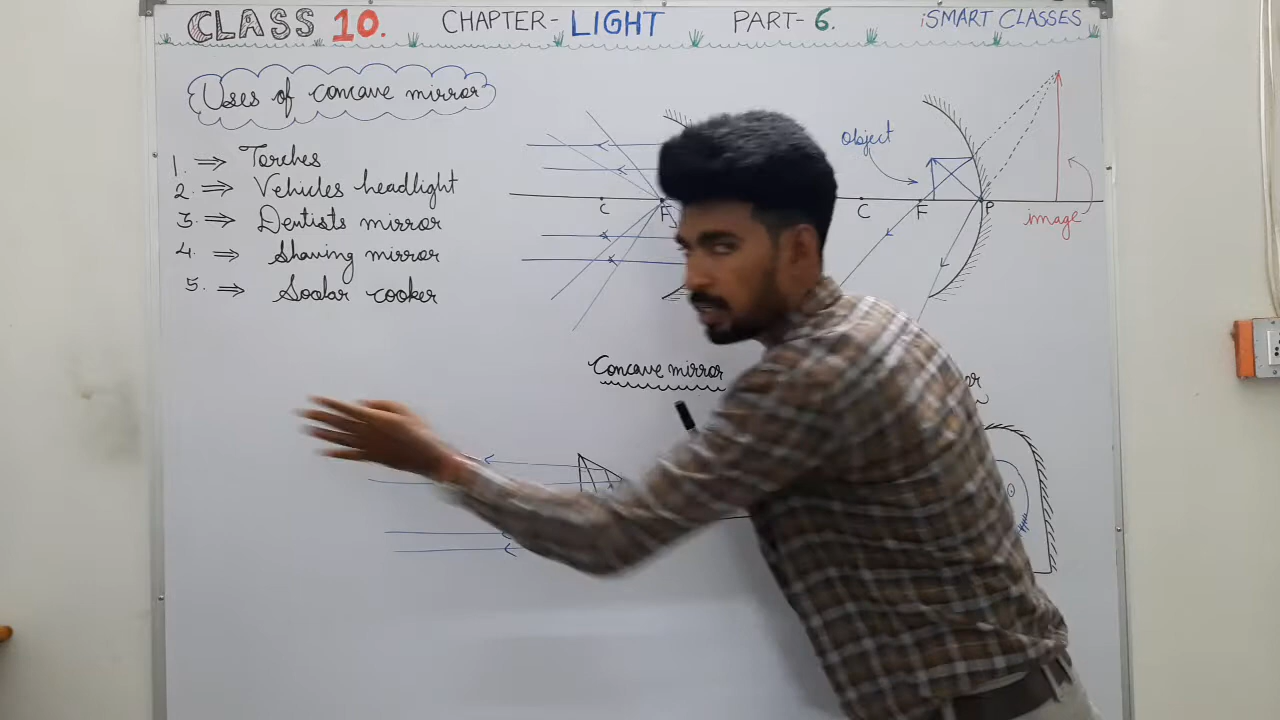 CLASS 10. CHAPTER- LIGHT PART- 6. iSMART CLASSES
Uses of concave mirror
1. ⇒ Torches
2. ⇒ Vehicles headlight
3. ⇒ Dentists mirror
4. ⇒ Shaving mirror
5. ⇒ Soalar cooker
C F
object
C F P
image
Concave mirror